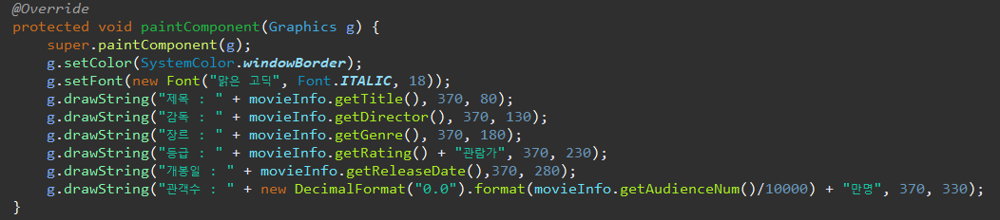 @Override
protected void paintComponent(Graphics g) {
super.paintComponent(g);
g.setColor(SystemColor.windowBorder);
g.setFont(new Font("맑은 고딕", Font.ITALIC, 18));
g.drawString("제목 : " + movieInfo.getTitle(), 370, 80);
g.drawString("감독 : " + movieInfo.getDirector(), 370, 130);
g.drawString("장르 : " + movieInfo.getGenre(), 370, 180);
g.drawString("등급 : " + movieInfo.getRating() + "관람가", 370, 230);
g.drawString("개봉일 : " + movieInfo.getReleaseDate(),370, 280);
g.drawString("관객수 : " + new DecimalFormat("0.0").format(movieInfo.getAudienceNum()/10000) + "만명", 370, 330);
}